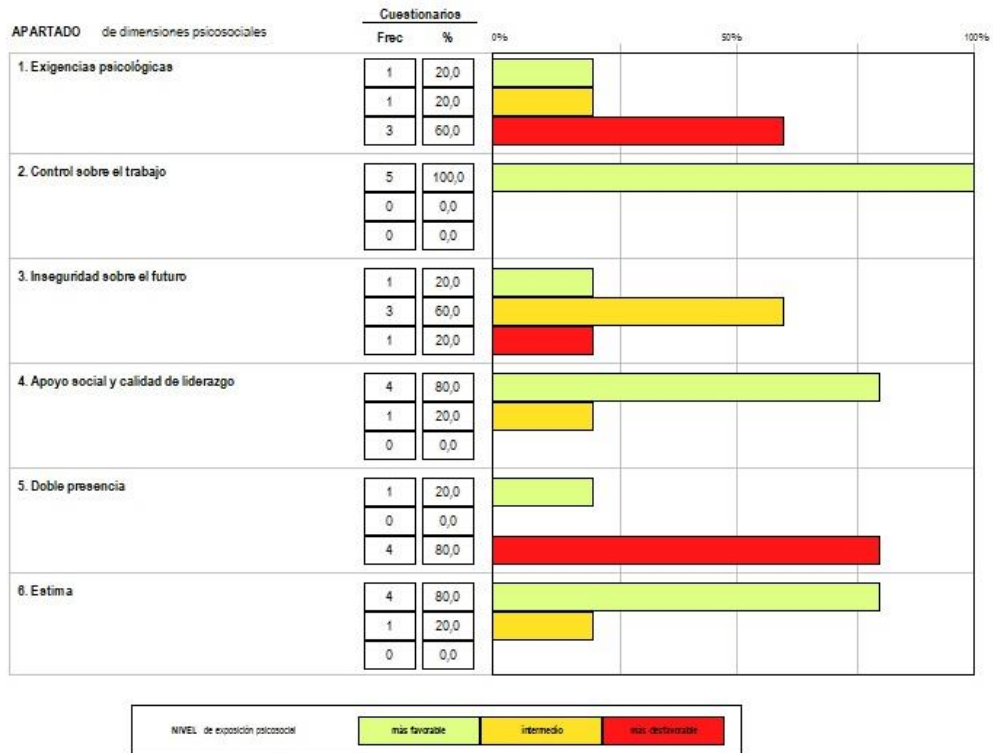 Cuestionarios
APARTADO de dimensiones psicosociales Frec % 0% 50% 100%
1. Exigencias psicológicas 1 20,0
1 20,0
3 60,0
2. Control sobre el trabajo 5 100,0
0 0,0
0 0,0
3. Inseguridad sobre el futuro 1 20,0
3 60,0
1 20,0
4. Apoyo social y calidad de liderazgo 4 80,0
1 20,0
0 0,0
5. Doble presencia 1 20,0
0 0,0
4 80,0
6. Estima 4 80,0
1 20,0
0 0,0
NIVEL de exposición psicosocial más favorable intermedio más desfavorable